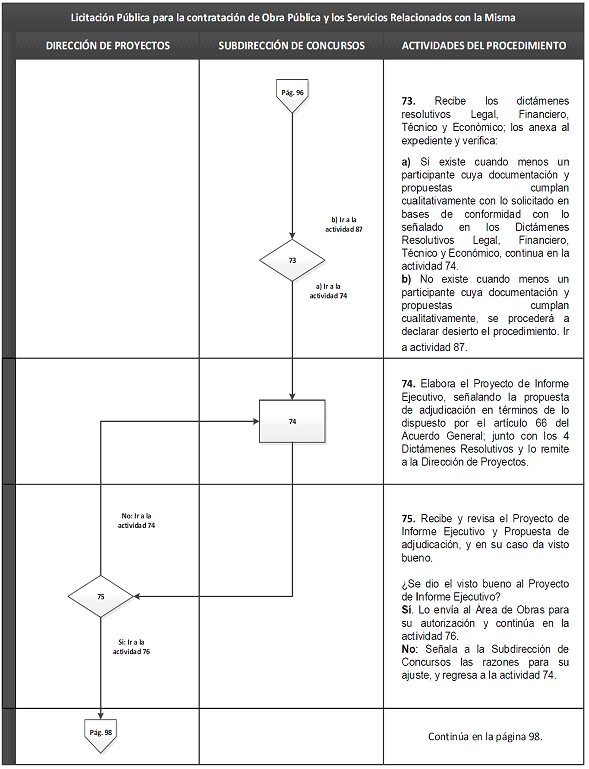 Licitación Pública para la contratación de Obra Pública y los Servicios Relacionados con la Misma
DIRECCIÓN DE PROYECTOS
SUBDIRECCIÓN DE CONCURSOS
ACTIVIDADES DEL PROCEDIMIENTO
Pág. 96
b) Ir a la
actividad 87
73
a) Ir a la
actividad 74
73. Recibe los dictámenes
resolutivos Legal, Financiero,
Técnico y Económico; los anexa al
expediente y verifica:
a) Si existe cuando menos un
participante cuya documentación y
propuestas cumplan
cualitativamente con lo solicitado en
bases de conformidad con lo
señalado en los Dictámenes
Resolutivos Legal, Financiero,
Técnico y Económico, continua en la
actividad 74.
b) No existe cuando menos un
participante cuya documentación y
propuestas cumplan
cualitativamente, se procederá a
declarar desierto el procedimiento. Ir
a actividad 87.
74
74. Elabora el Proyecto de Informe
Ejecutivo, señalando la propuesta
de adjudicación en términos de lo
dispuesto por el artículo 66 del
Acuerdo General; junto con los 4
Dictámenes Resolutivos y lo remite
a la Dirección de Proyectos.
No: Ir a la
actividad 74
75
Si: Ir a la
actividad 76
75. Recibe y revisa el Proyecto de
Informe Ejecutivo y Propuesta de
adjudicación, y en su caso da visto
bueno.
¿Se dio el visto bueno al Proyecto
de Informe Ejecutivo?
Sí. Lo envía al Área de Obras para
su autorización y continúa en la
actividad 76.
No: Señala a la Subdirección de
Concursos las razones para su
ajuste, y regresa a la actividad 74.
Pág. 98
Continúa en la página 98.